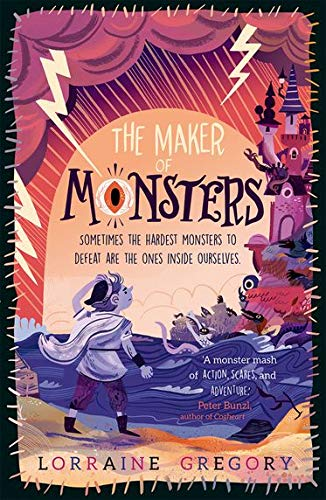 THE MAKER
OF
MONSTERS
SOMETIMES THE HARDEST MONSTERS TO
DEFEAT ARE THE ONES INSIDE OURSELVES.
A monster mash
of ACTION, SCARES, and
ADVENTURE.
Peter Bunzl,
author of Cogheart
LORRAINE GREGORY